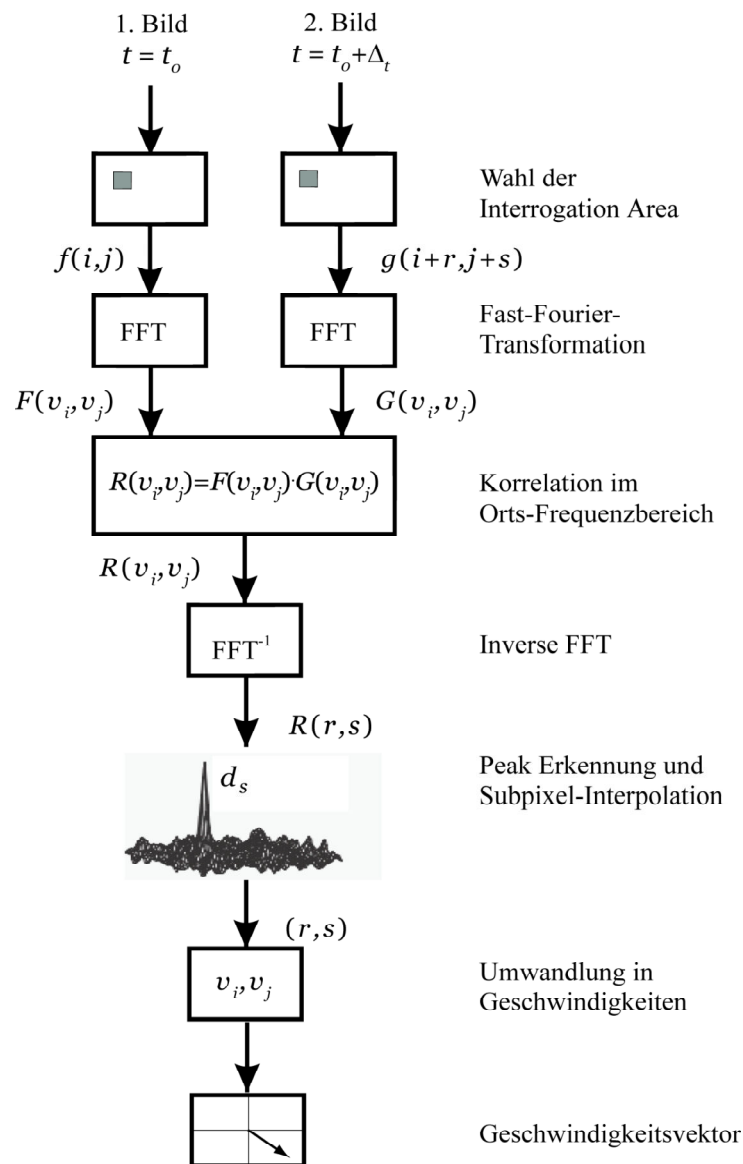 1. Bild
t = t_o
2. Bild
t = t_o+Δ_t
Wahl der
Interrogation Area
f(i,j)
g(i+r,j+s)
FFT
FFT
Fast-Fourier-
Transformation
F(v_i,v_j)
G(v_i,v_j)
R(v_i,v_j)=F(v_i,v_j)·G(v_i,v_j)
Korrelation im
Orts-Frequenzbereich
R(v_i,v_j)
FFT⁻¹
Inverse FFT
R(r,s)
d_s
Peak Erkennung und
Subpixel-Interpolation
(r,s)
v_i,v_j
Umwandlung in
Geschwindigkeiten
Geschwindigkeitsvektor